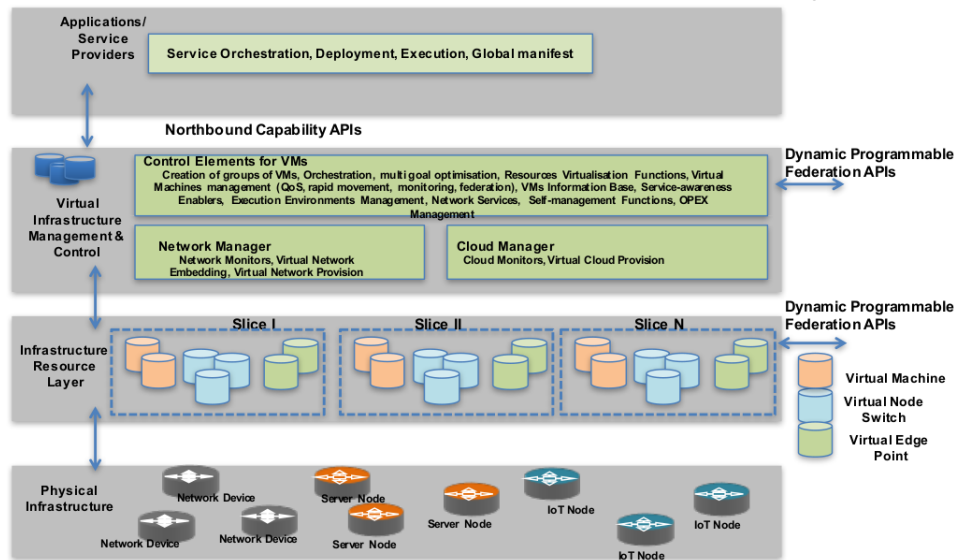 Applications/
Service
Providers
Service Orchestration, Deployment, Execution, Global manifest
Northbound Capability APIs
Virtual
Infrastructure
Management &
Control
Control Elements for VMs
Creation of groups of VMs, Orchestration, multi goal optimisation, Resources Virtualisation Functions, Virtual
Machines management (QoS, rapid movement, monitoring, federation), VMs Information Base, Service-awareness
Enablers, Execution Environments Management, Network Services, Self-management Functions, OPEX
Management
Dynamic Programmable
Federation APIs
Network Manager
Network Monitors, Virtual Network
Embedding, Virtual Network Provision
Cloud Manager
Cloud Monitors, Virtual Cloud Provision
Infrastructure
Resource
Layer
Slice I
Slice II
Slice N
Dynamic Programmable
Federation APIs
Virtual Machine
Virtual Node
Switch
Virtual Edge
Point
Physical
Infrastructure
Network Device
Network Device
Network Device
Server Node
Server Node
Server Node
IoT Node
IoT Node
IoT Node